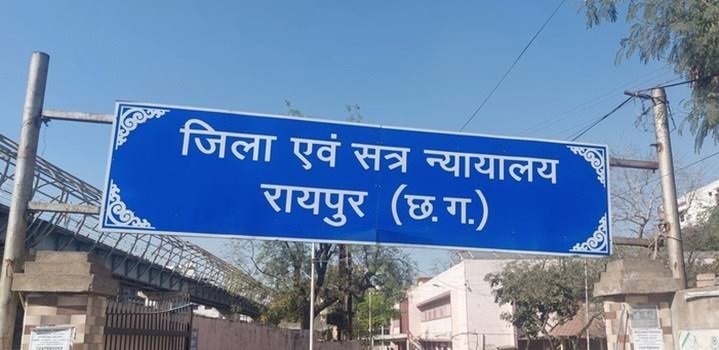 जिला एवं सत्र न्यायालय
रायपुर (छ.ग.)